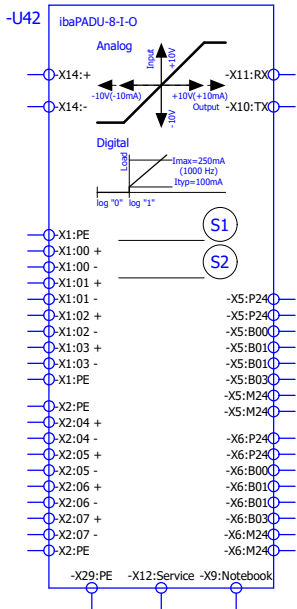 -U42
ibaPADU-8-I-O
Analog
Input
+10V
-X14:+
-X11:RX
-10V(-10mA)
+10V(+10mA)
-X14:-
Output
-X10:TX
-10V
Digital
Load
Imax=250mA
(1000 Hz)
Ityp=100mA
log "0"
log "1"
S1
S2
-X1:PE
-X1:00 +
-X1:00 -
-X1:01 +
-X1:01 -
-X1:02 +
-X1:02 -
-X1:03 +
-X1:03 -
-X1:PE
-X2:PE
-X2:04 +
-X2:04 -
-X2:05 +
-X2:05 -
-X2:06 +
-X2:06 -
-X2:07 +
-X2:07 -
-X2:PE
-X5:P24
-X5:P24
-X5:B00
-X5:B01
-X5:B01
-X5:B03
-X5:M24
-X5:M24
-X6:P24
-X6:P24
-X6:B00
-X6:B01
-X6:B01
-X6:B03
-X6:M24
-X6:M24
-X29:PE
-X12:Service
-X9:Notebook